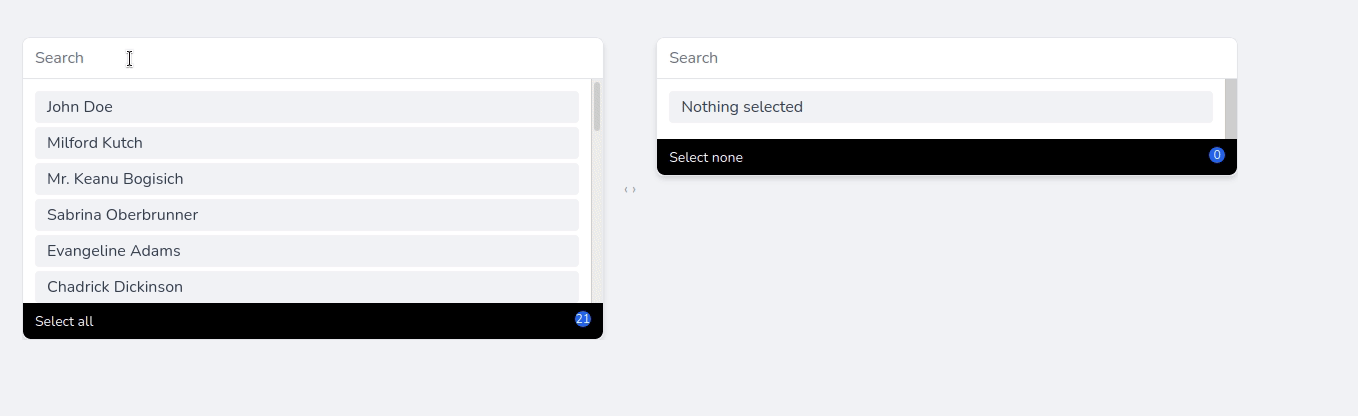 Search
John Doe
Milford Kutch
Mr. Keanu Bogisich
Sabrina Oberbrunner
Evangeline Adams
Chadrick Dickinson
Select all
21
‹ ›
Search
Nothing selected
Select none
0